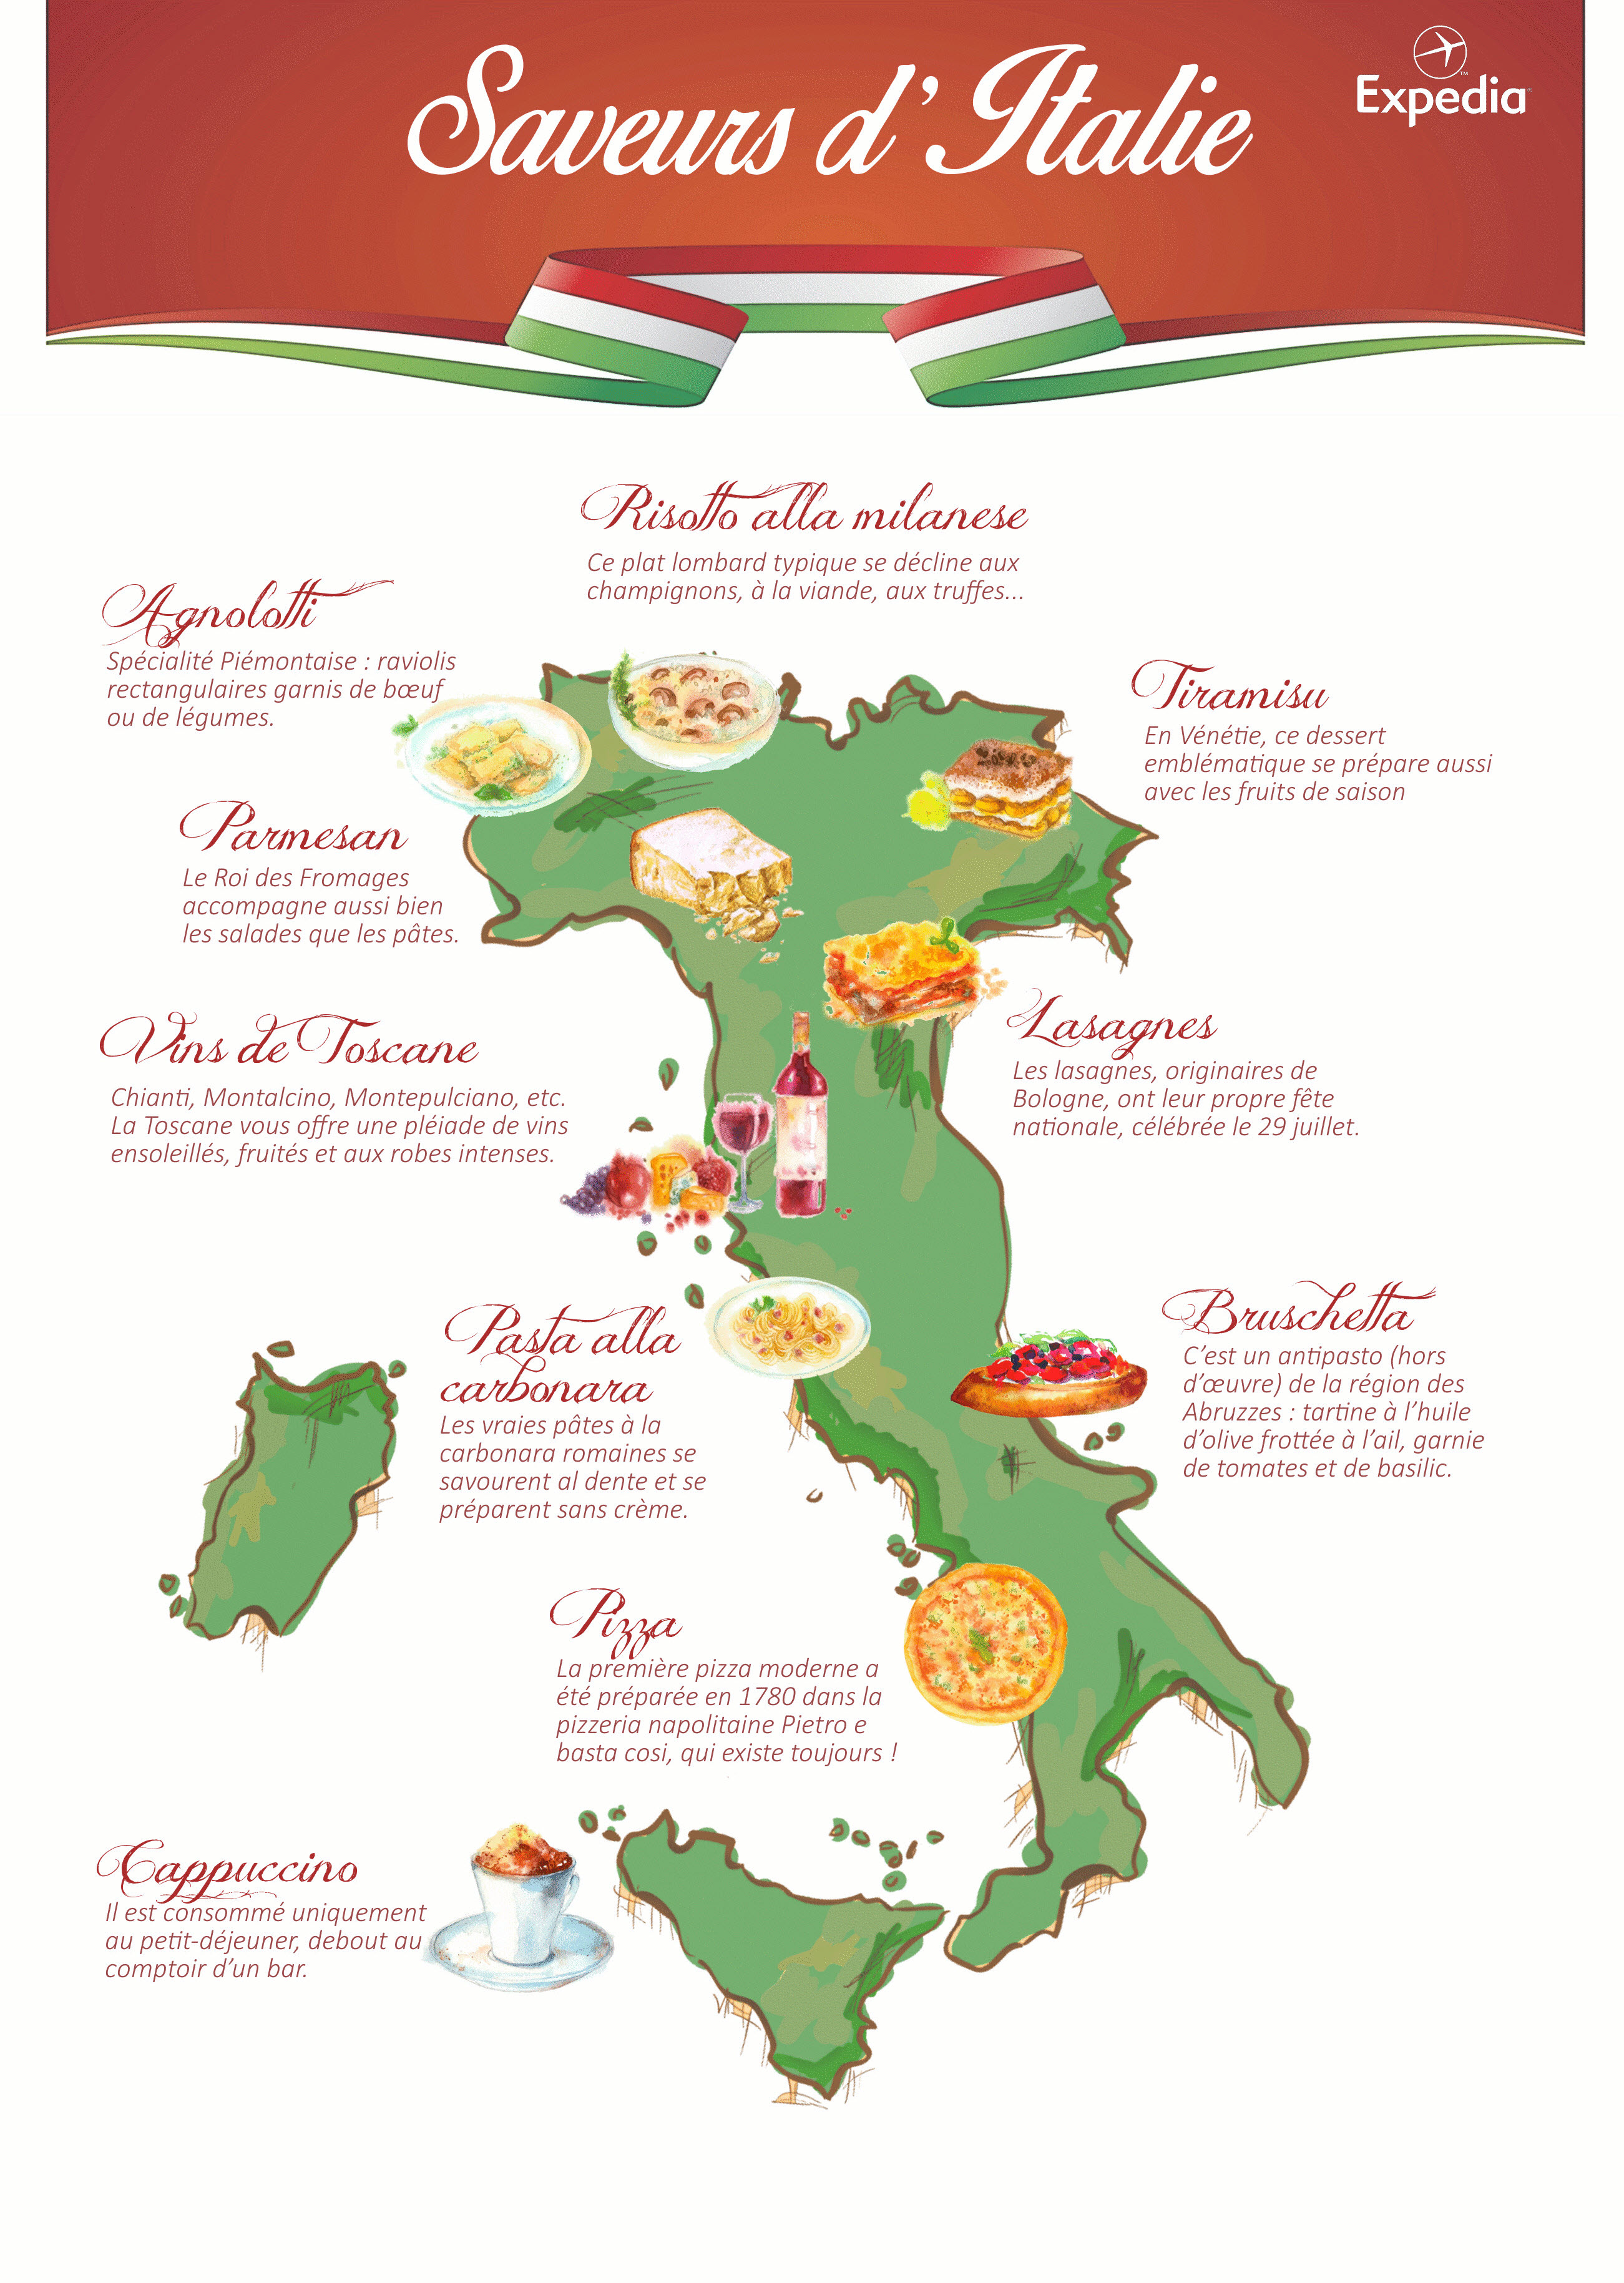 Saveurs d'Italie
Expedia
Risotto alla milanese
Ce plat lombard typique se décline aux
champignons, à la viande, aux truffes...
Agnolotti
Spécialité Piémontaise : raviolis
rectangulaires garnis de bœuf
ou de légumes.
Tiramisu
En Vénétie, ce dessert
emblématique se prépare aussi
avec les fruits de saison
Parmesan
Le Roi des Fromages
accompagne aussi bien
les salades que les pâtes.
Vins de Toscane
Chianti, Montalcino, Montepulciano, etc.
La Toscane vous offre une pléiade de vins
ensoleillés, fruités et aux robes intenses.
Lasagnes
Les lasagnes, originaires de
Bologne, ont leur propre fête
nationale, célébrée le 29 juillet.
Pasta alla
carbonara
Les vraies pâtes à la
carbonara romaines se
savourent al dente et se
préparent sans crème.
Bruschetta
C'est un antipasto (hors
d'œuvre) de la région des
Abruzzes : tartine à l'huile
d'olive frottée à l'ail, garnie
de tomates et de basilic.
Pizza
La première pizza moderne a
été préparée en 1780 dans la
pizzeria napolitaine Pietro e
basta cosi, qui existe toujours !
Cappuccino
Il est consommé uniquement
au petit-déjeuner, debout au
comptoir d'un bar.